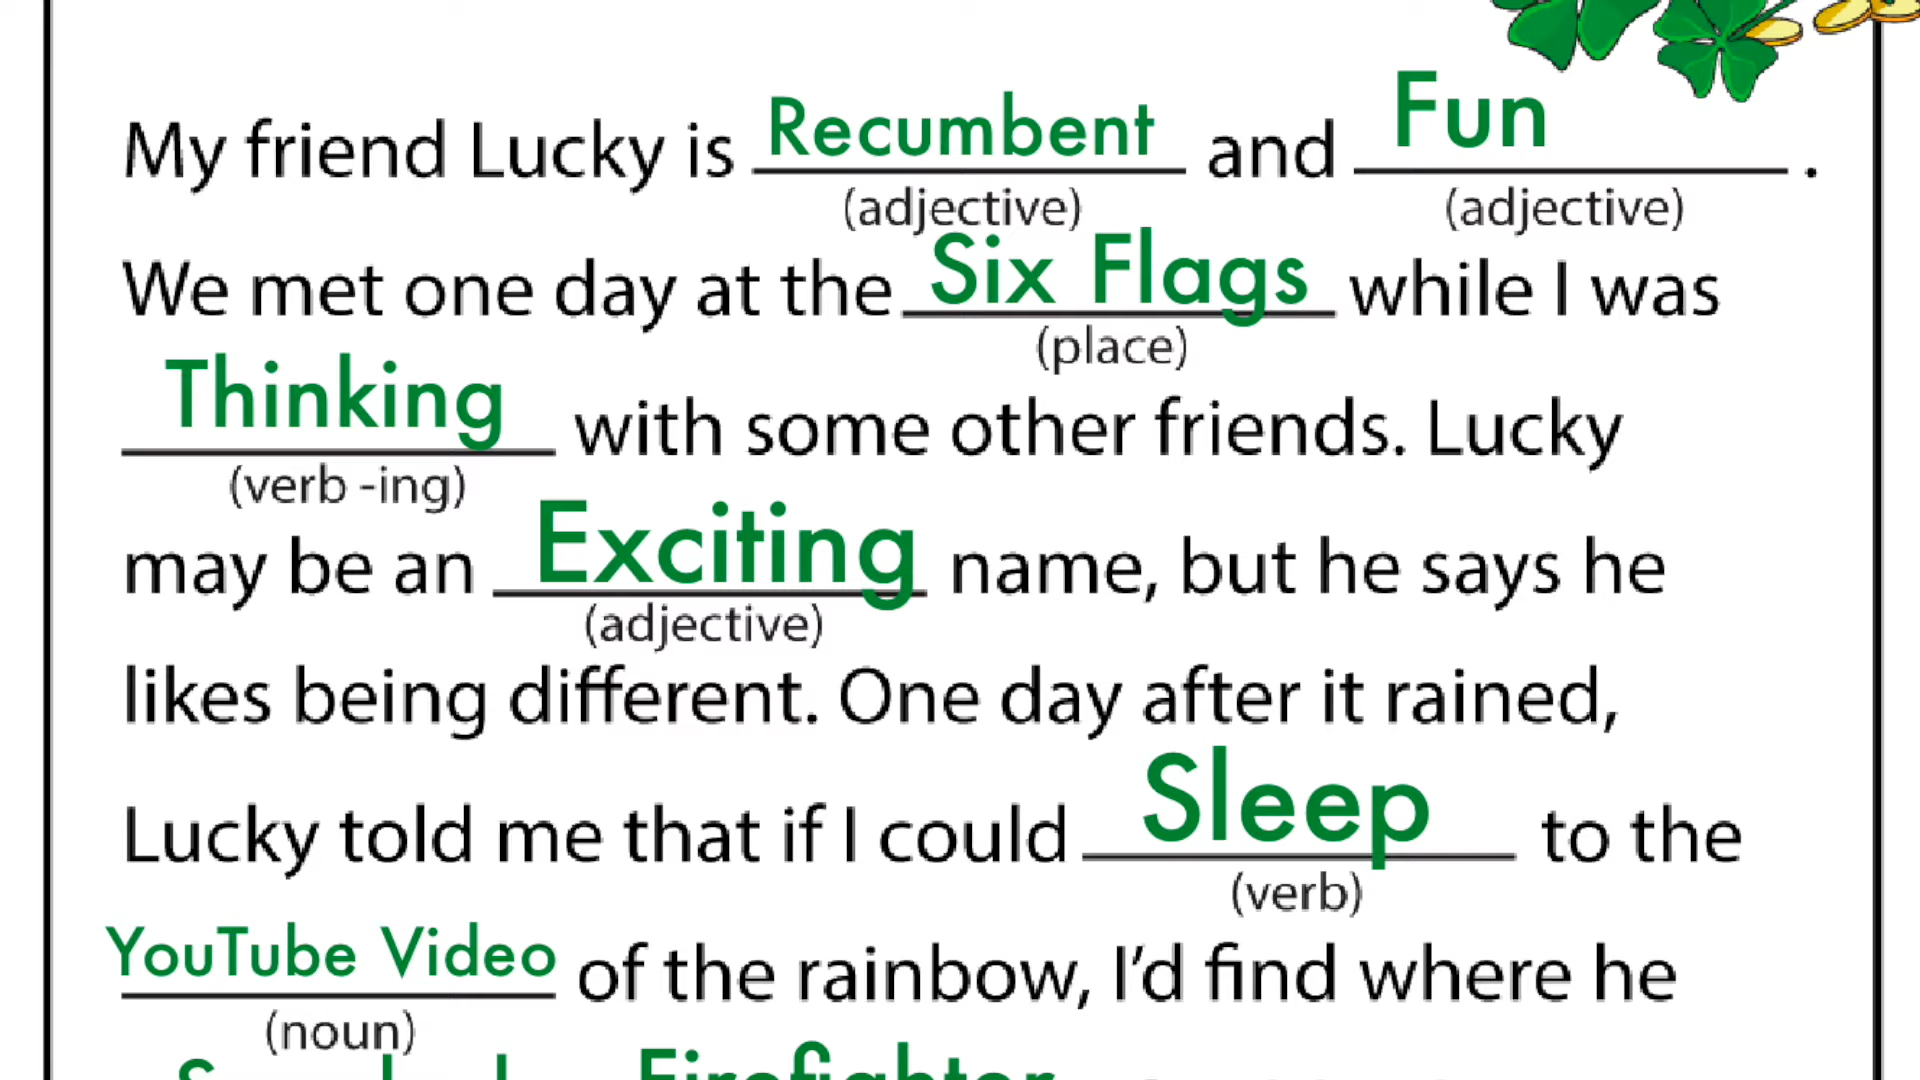 My friend Lucky is Recumbent and Fun .
(adjective) (adjective)
We met one day at the Six Flags while I was
(place)
Thinking with some other friends. Lucky
(verb -ing)
may be an Exciting name, but he says he
(adjective)
likes being different. One day after it rained,
Lucky told me that if I could Sleep to the
(verb)
YouTube Video of the rainbow, I'd find where he
(noun)
Firefighter